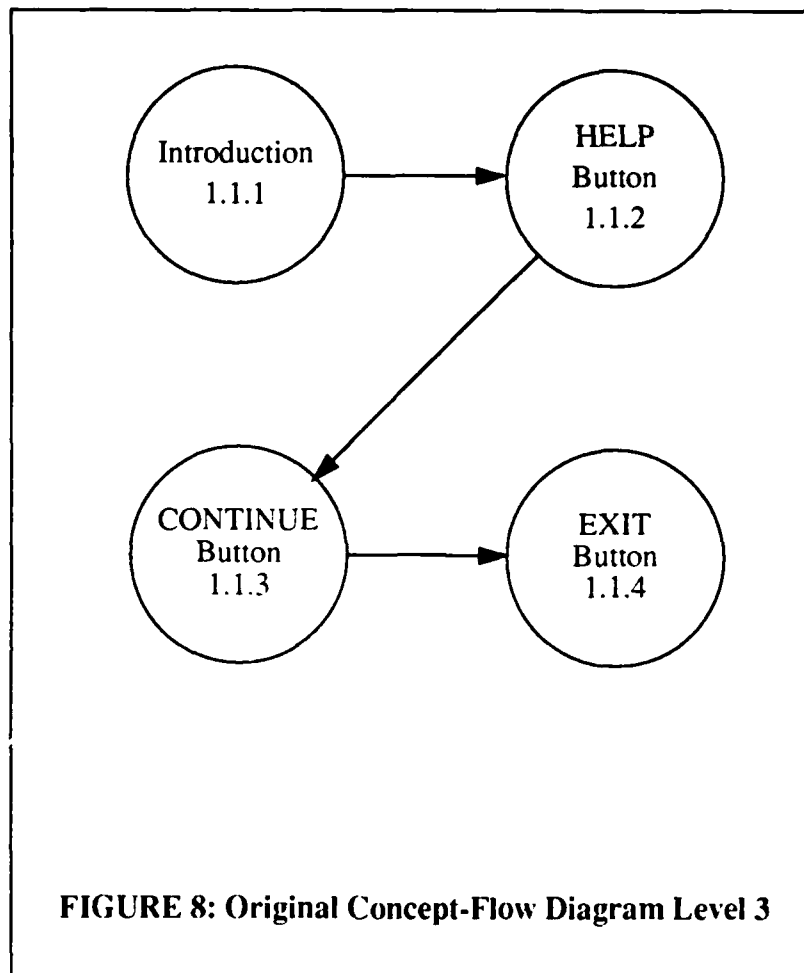 Introduction
1.1.1
HELP
Button
1.1.2
CONTINUE
Button
1.1.3
EXIT
Button
1.1.4
FIGURE 8: Original Concept-Flow Diagram Level 3